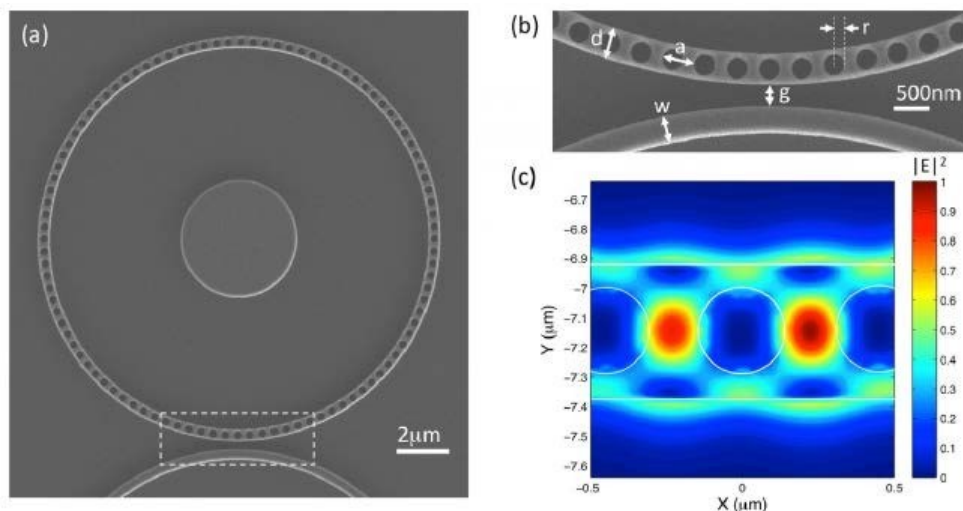 (a)
2μm
(b)
d
a
r
g
w
500nm
(c)
|E|²
-6.7
-6.8
-6.9
-7
-7.1
-7.2
-7.3
-7.4
-7.5
-7.6
Y (μm)
-0.5
0
0.5
X (μm)
1
0.9
0.8
0.7
0.6
0.5
0.4
0.3
0.2
0.1
0